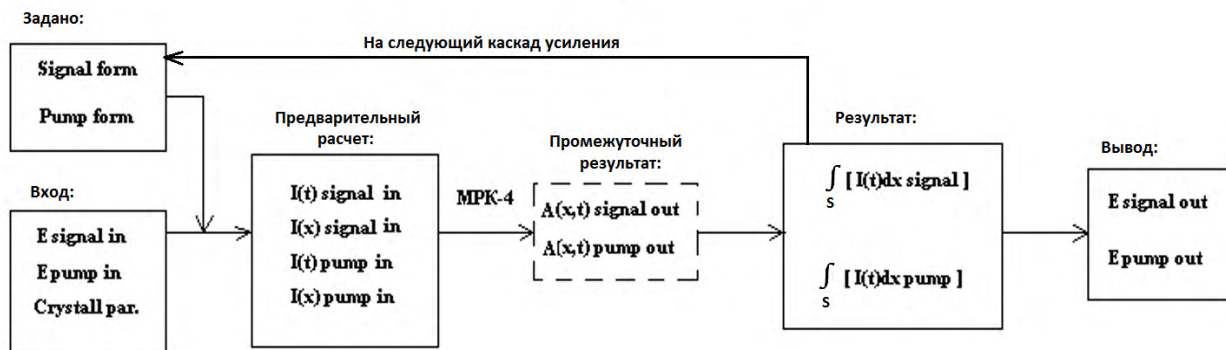 Задано:
Signal form
Pump form
На следующий каскад усиления
Вход:
E signal in
E pump in
Crystall par.
Предварительный
расчет:
I(t) signal in
I(x) signal in
I(t) pump in
I(x) pump in
МРК-4
Промежуточный
результат:
A(x,t) signal out
A(x,t) pump out
Результат:
∫ [ I(t)dx signal ]
S
∫ [ I(t)dx pump ]
S
Вывод:
E signal out
E pump out